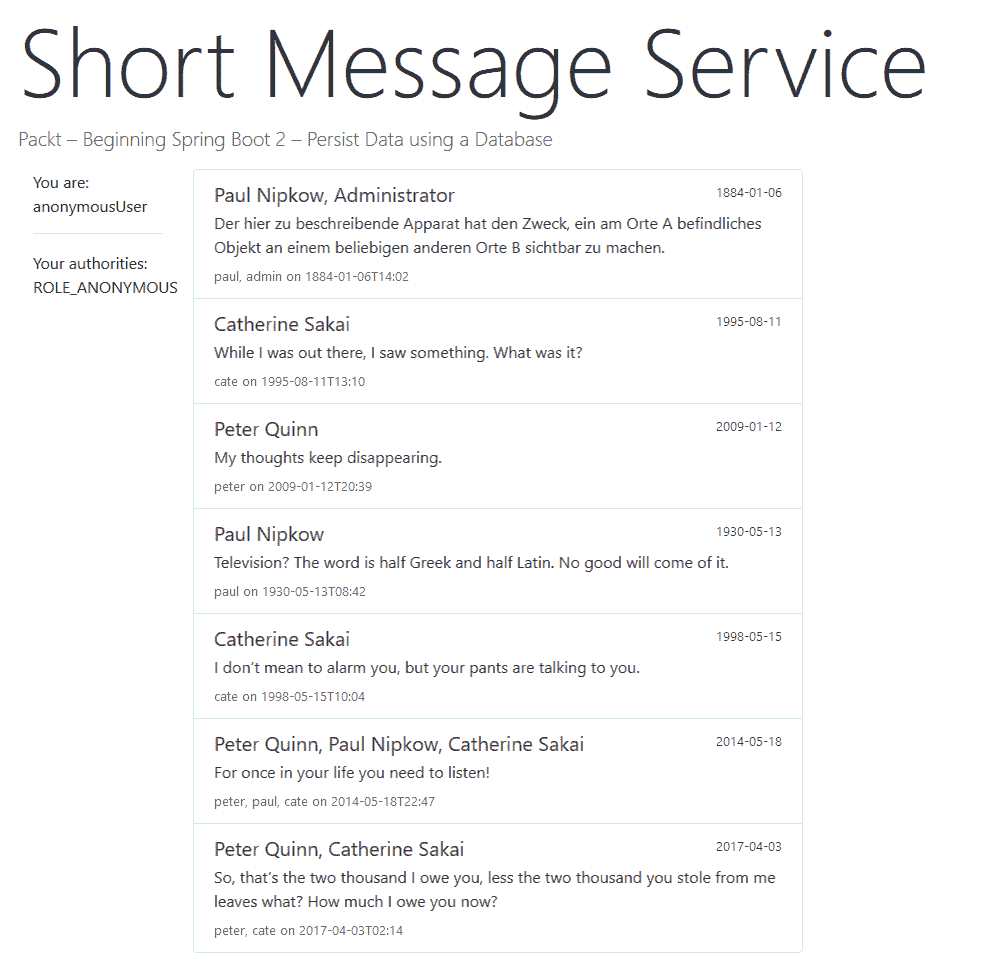 Short Message Service
Packt – Beginning Spring Boot 2 – Persist Data using a Database
You are:
anonymousUser
Your authorities:
ROLE_ANONYMOUS
Paul Nipkow, Administrator
1884-01-06
Der hier zu beschreibende Apparat hat den Zweck, ein am Orte A befindliches
Objekt an einem beliebigen anderen Orte B sichtbar zu machen.
paul, admin on 1884-01-06T14:02
Catherine Sakai
1995-08-11
While I was out there, I saw something. What was it?
cate on 1995-08-11T13:10
Peter Quinn
2009-01-12
My thoughts keep disappearing.
peter on 2009-01-12T20:39
Paul Nipkow
1930-05-13
Television? The word is half Greek and half Latin. No good will come of it.
paul on 1930-05-13T08:42
Catherine Sakai
1998-05-15
I don’t mean to alarm you, but your pants are talking to you.
cate on 1998-05-15T10:04
Peter Quinn, Paul Nipkow, Catherine Sakai
2014-05-18
For once in your life you need to listen!
peter, paul, cate on 2014-05-18T22:47
Peter Quinn, Catherine Sakai
2017-04-03
So, that’s the two thousand I owe you, less the two thousand you stole from me
leaves what? How much I owe you now?
peter, cate on 2017-04-03T02:14